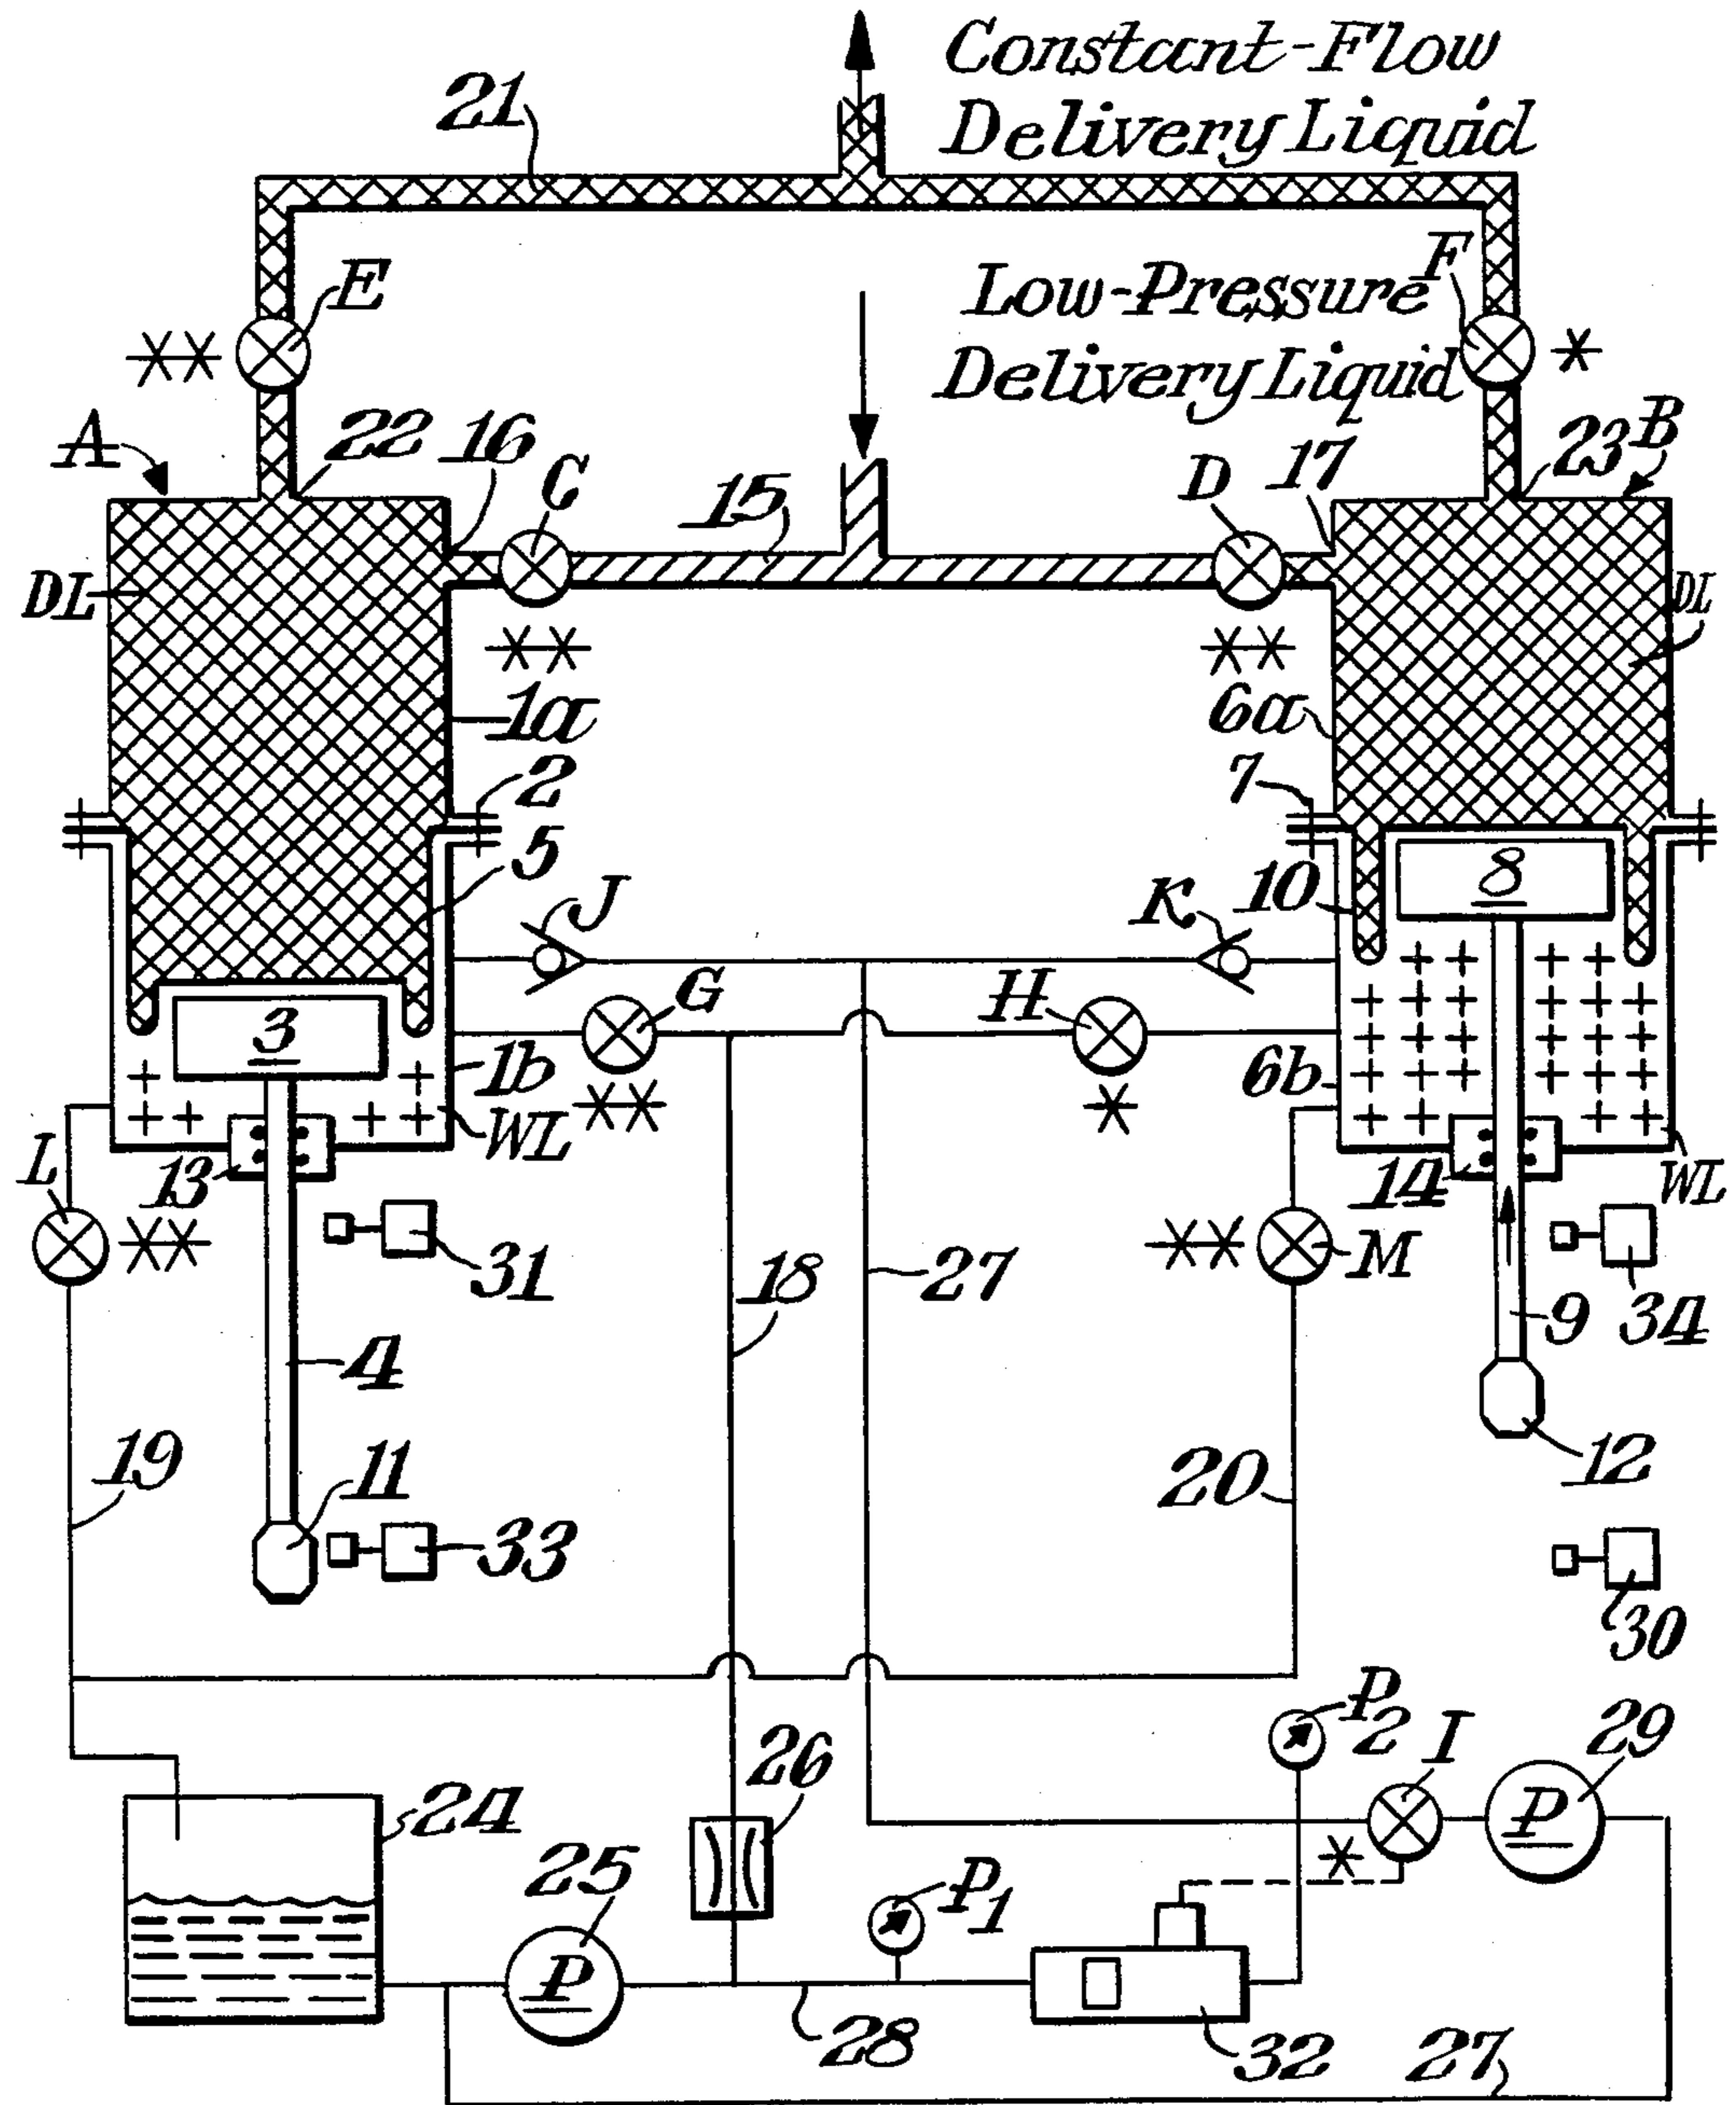 Constant-Flow
Delivery Liquid
21
E
Low-Pressure
Delivery Liquid
F
A
22
16
C
15
D
17
23
B
DL
DL
1a
6a
2
7
5
8
10
J
K
G
H
3
1b
6b
WL
WL
L
13
14
31
M
34
18
27
9
4
12
19
11
20
33
30
P2
I
29
26
24
P
25
P1
P
28
32
27